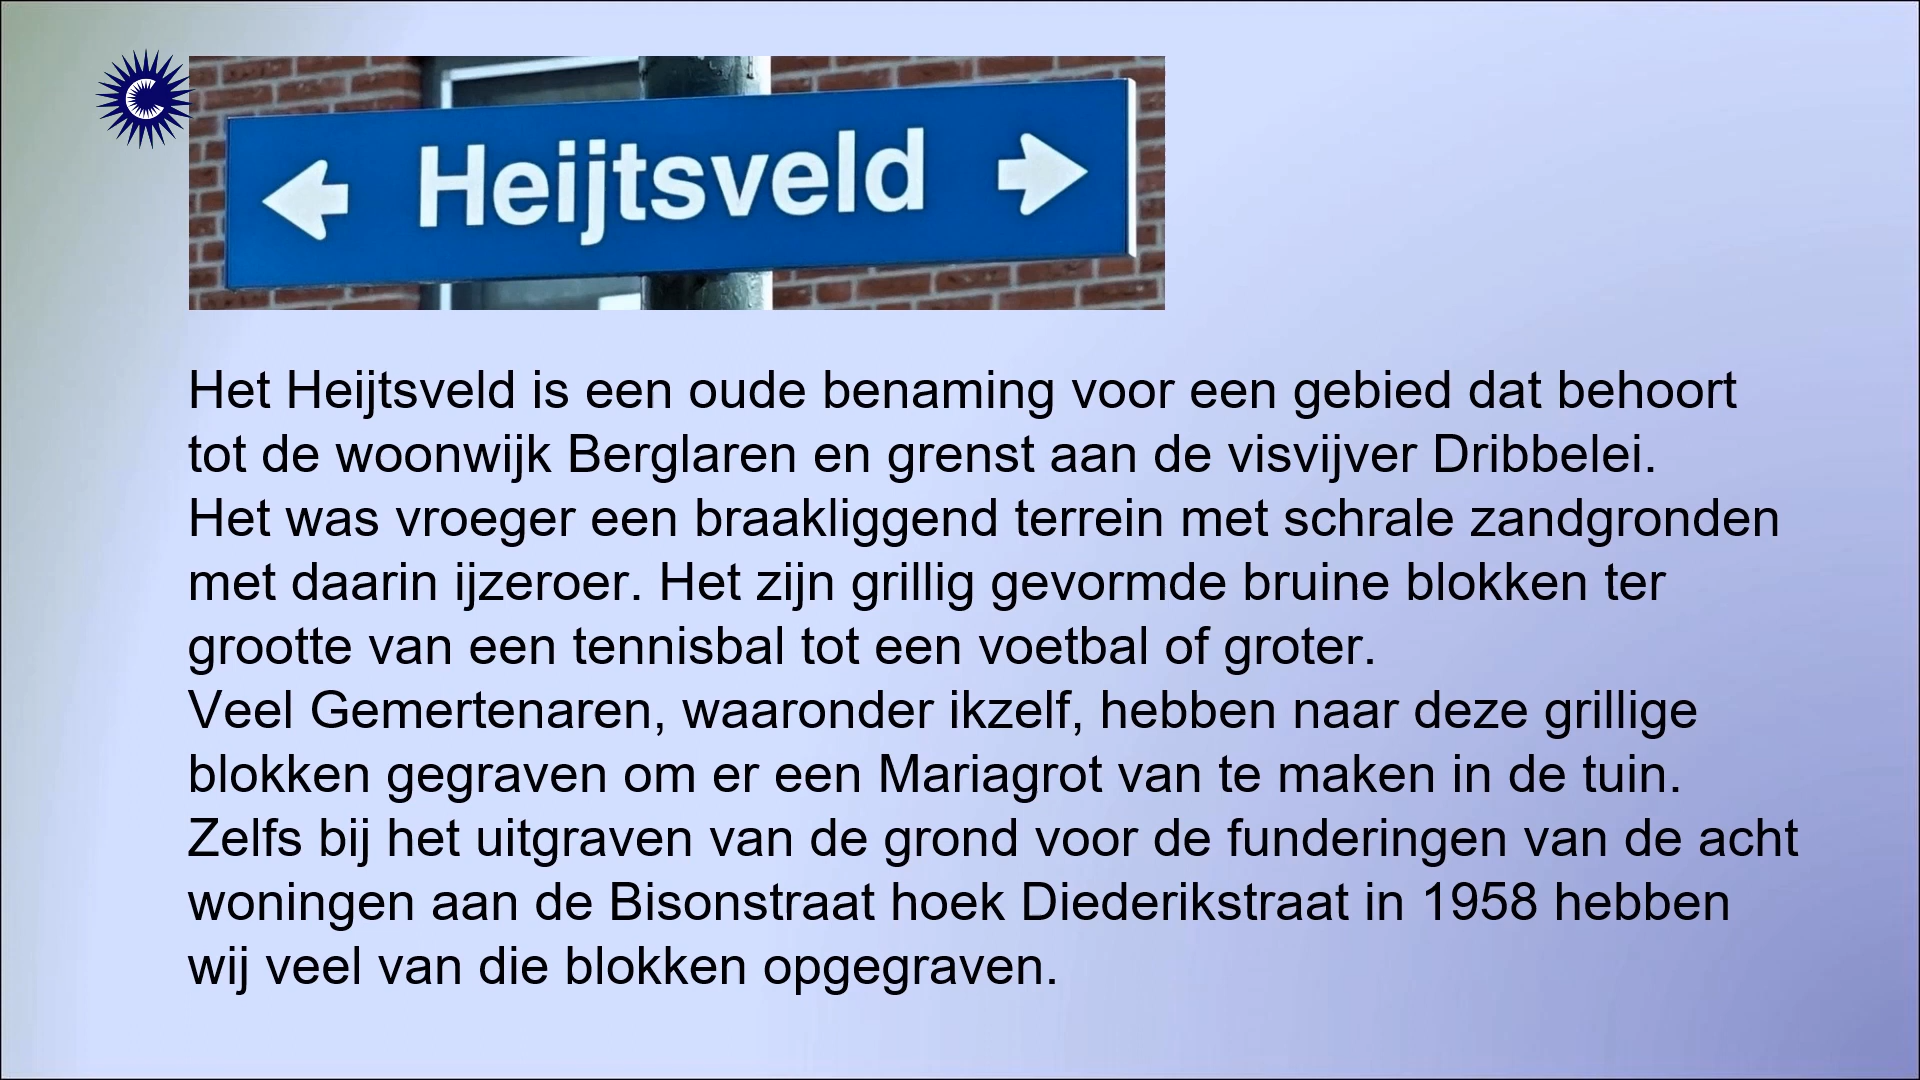 Heijtsveld
Het Heijtsveld is een oude benaming voor een gebied dat behoort
tot de woonwijk Berglaren en grenst aan de visvijver Dribbelei.
Het was vroeger een braakliggend terrein met schrale zandgronden
met daarin ijzeroer. Het zijn grillig gevormde bruine blokken ter
grootte van een tennisbal tot een voetbal of groter.
Veel Gemertenaren, waaronder ikzelf, hebben naar deze grillige
blokken gegraven om er een Mariagrot van te maken in de tuin.
Zelfs bij het uitgraven van de grond voor de funderingen van de acht
woningen aan de Bisonstraat hoek Diederikstraat in 1958 hebben
wij veel van die blokken opgegraven.